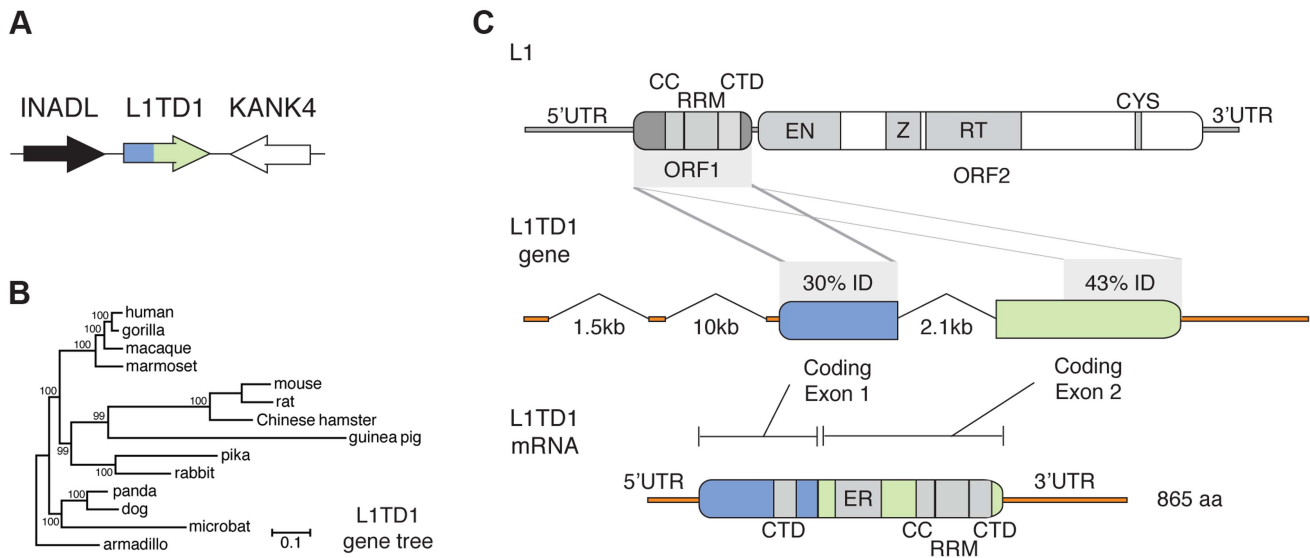 A
INADL L1TD1 KANK4
B
100 human
100 gorilla
100 macaque
marmoset
100
mouse
100 rat
Chinese hamster
99
guinea pig
99
pika
100 rabbit
100 panda
dog
100 microbat
armadillo
0.1
L1TD1
gene tree
C
L1
5'UTR CC RRM CTD EN Z RT CYS 3'UTR
ORF1 ORF2
L1TD1
gene
30% ID 43% ID
1.5kb 10kb 2.1kb
Coding
Exon 1
Coding
Exon 2
L1TD1
mRNA
5'UTR ER 3'UTR 865 aa
CTD CC RRM CTD